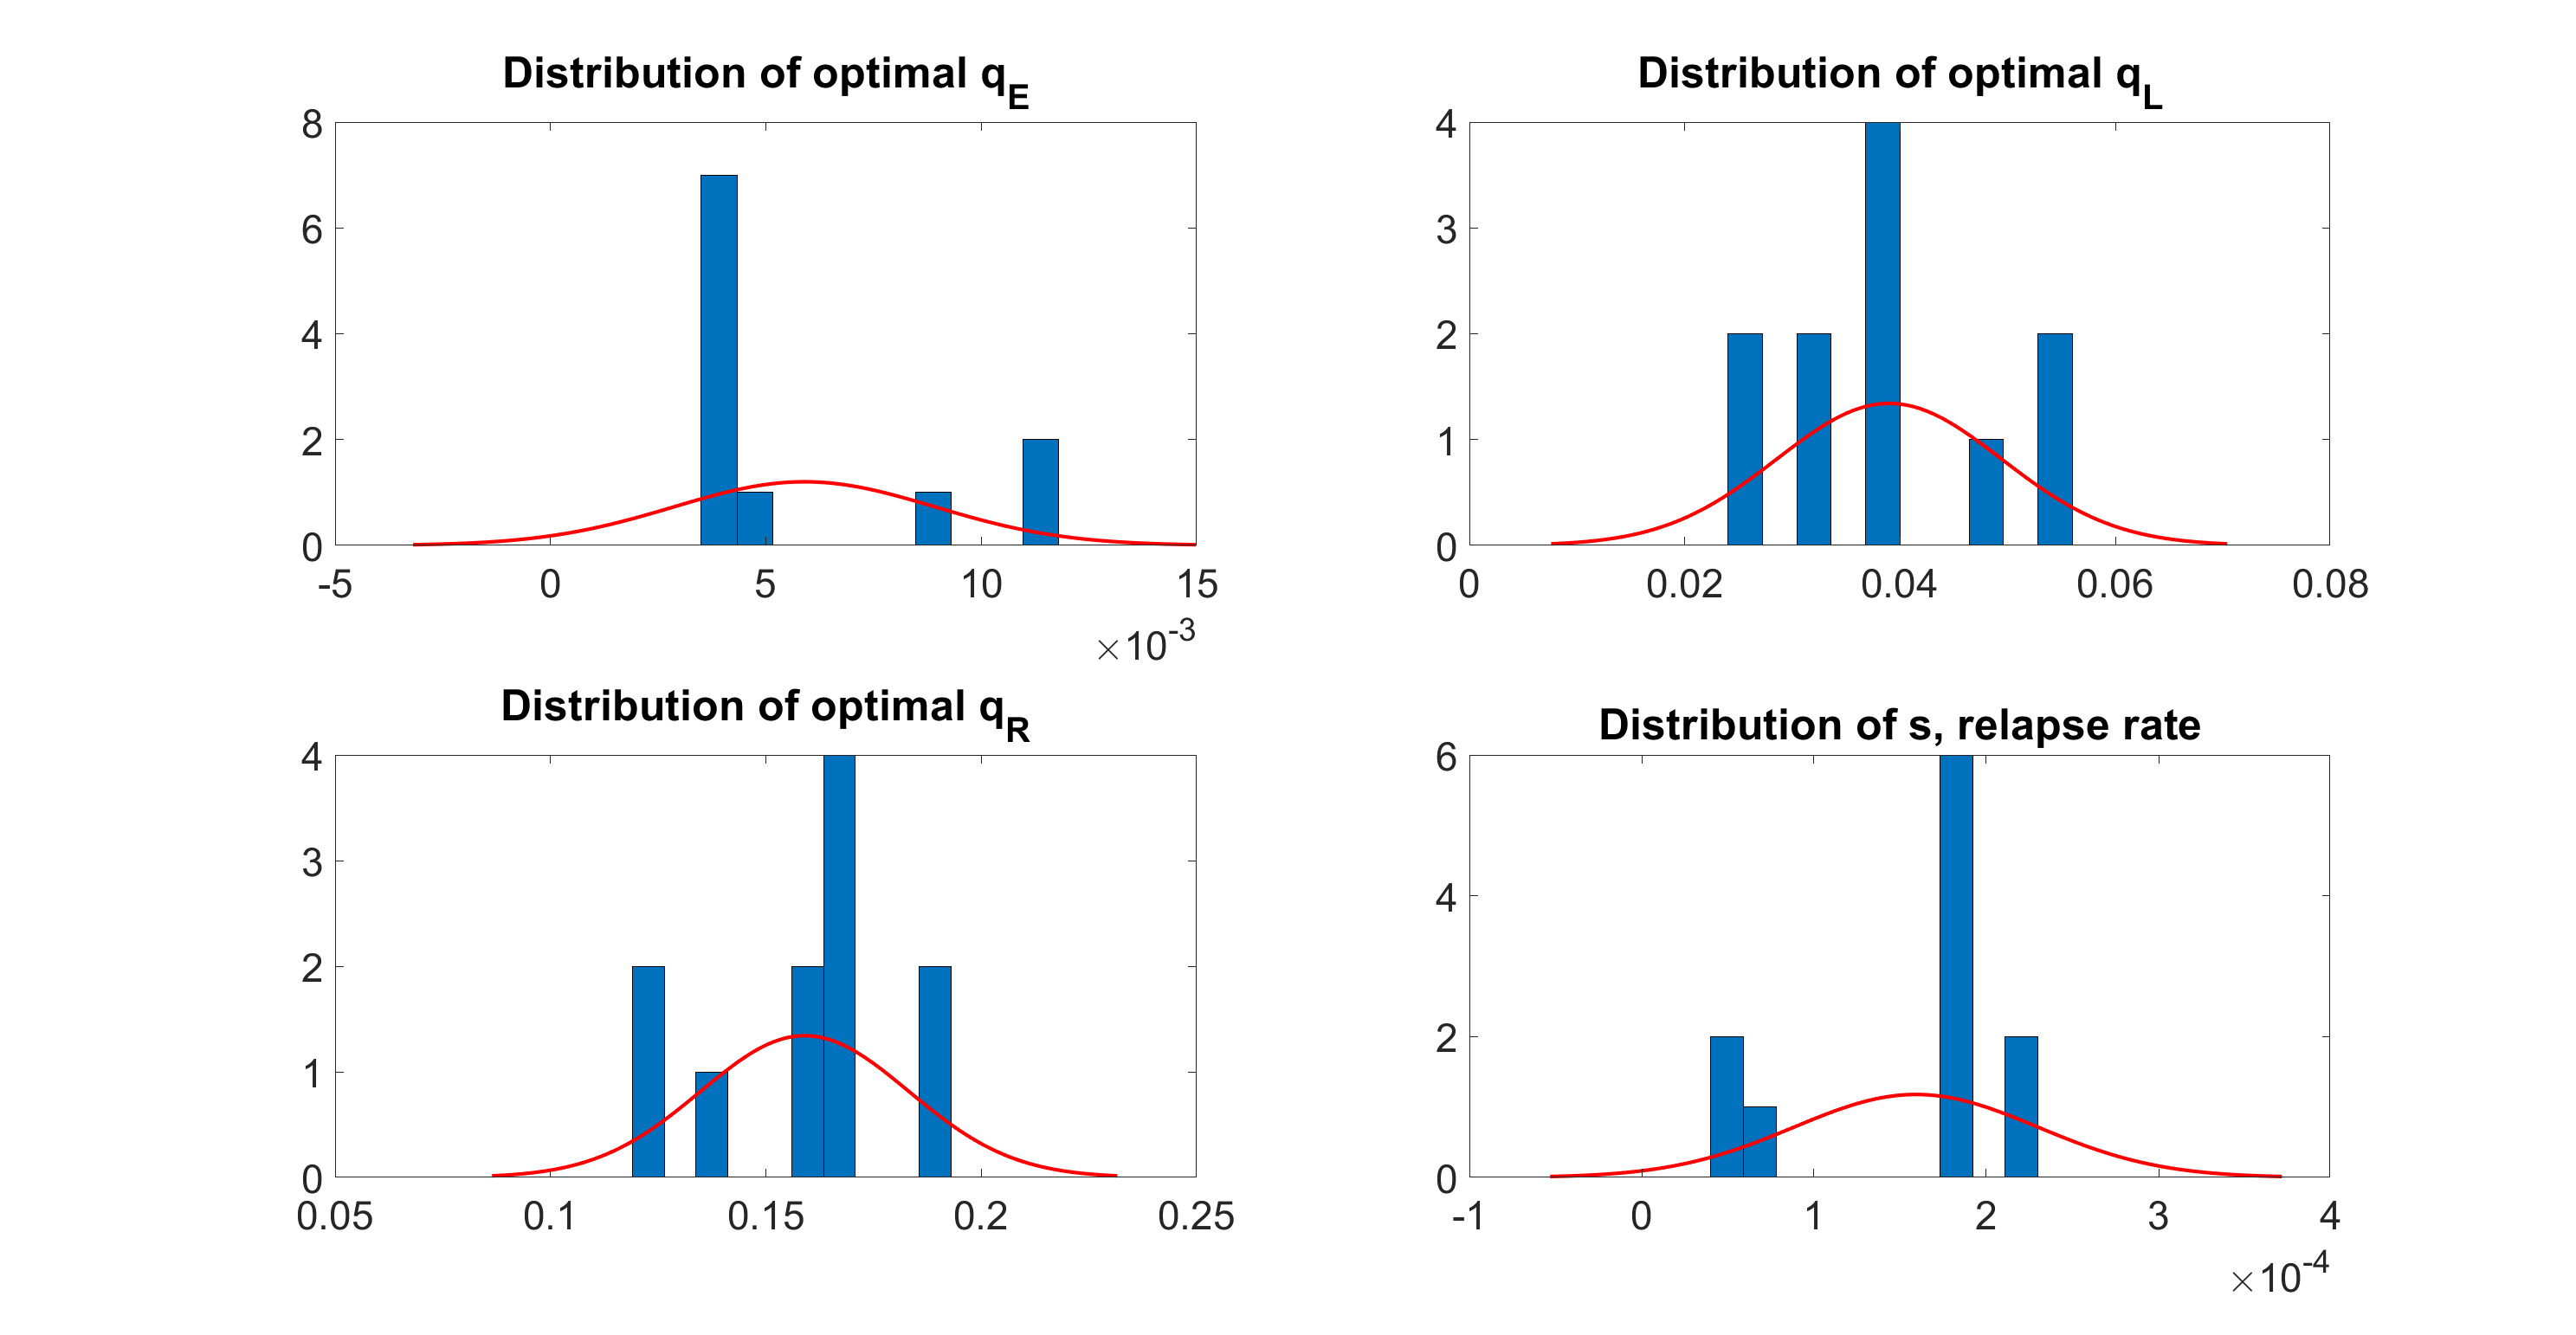 Distribution of optimal q_E
8
6
4
2
0
-5 0 5 10 15
×10^-3
Distribution of optimal q_L
4
3
2
1
0
0 0.02 0.04 0.06 0.08
Distribution of optimal q_R
4
3
2
1
0
0.05 0.1 0.15 0.2 0.25
Distribution of s, relapse rate
6
4
2
0
-1 0 1 2 3 4
×10^-4